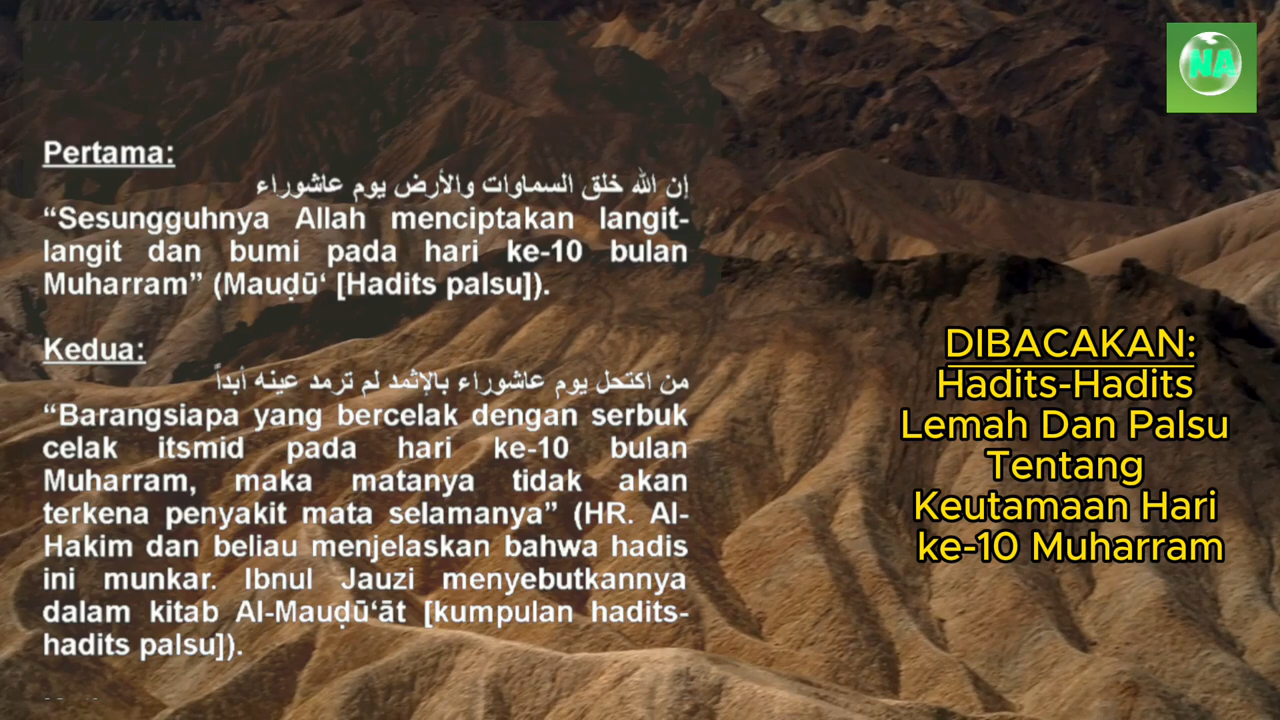 NA
Pertama:
إن الله خلق السماوات والأرض يوم عاشوراء
“Sesungguhnya Allah menciptakan langit-
langit dan bumi pada hari ke-10 bulan
Muharram” (Mauḍū‘ [Hadits palsu]).
Kedua:
من اكتحل يوم عاشوراء بالإثمد لم ترمد عينه أبداً
“Barangsiapa yang bercelak dengan serbuk
celak itsmid pada hari ke-10 bulan
Muharram, maka matanya tidak akan
terkena penyakit mata selamanya” (HR. Al-
Hakim dan beliau menjelaskan bahwa hadis
ini munkar. Ibnul Jauzi menyebutkannya
dalam kitab Al-Mauḍū‘āt [kumpulan hadits-
hadits palsu]).
DIBACAKAN:
Hadits-Hadits
Lemah Dan Palsu
Tentang
Keutamaan Hari
ke-10 Muharram